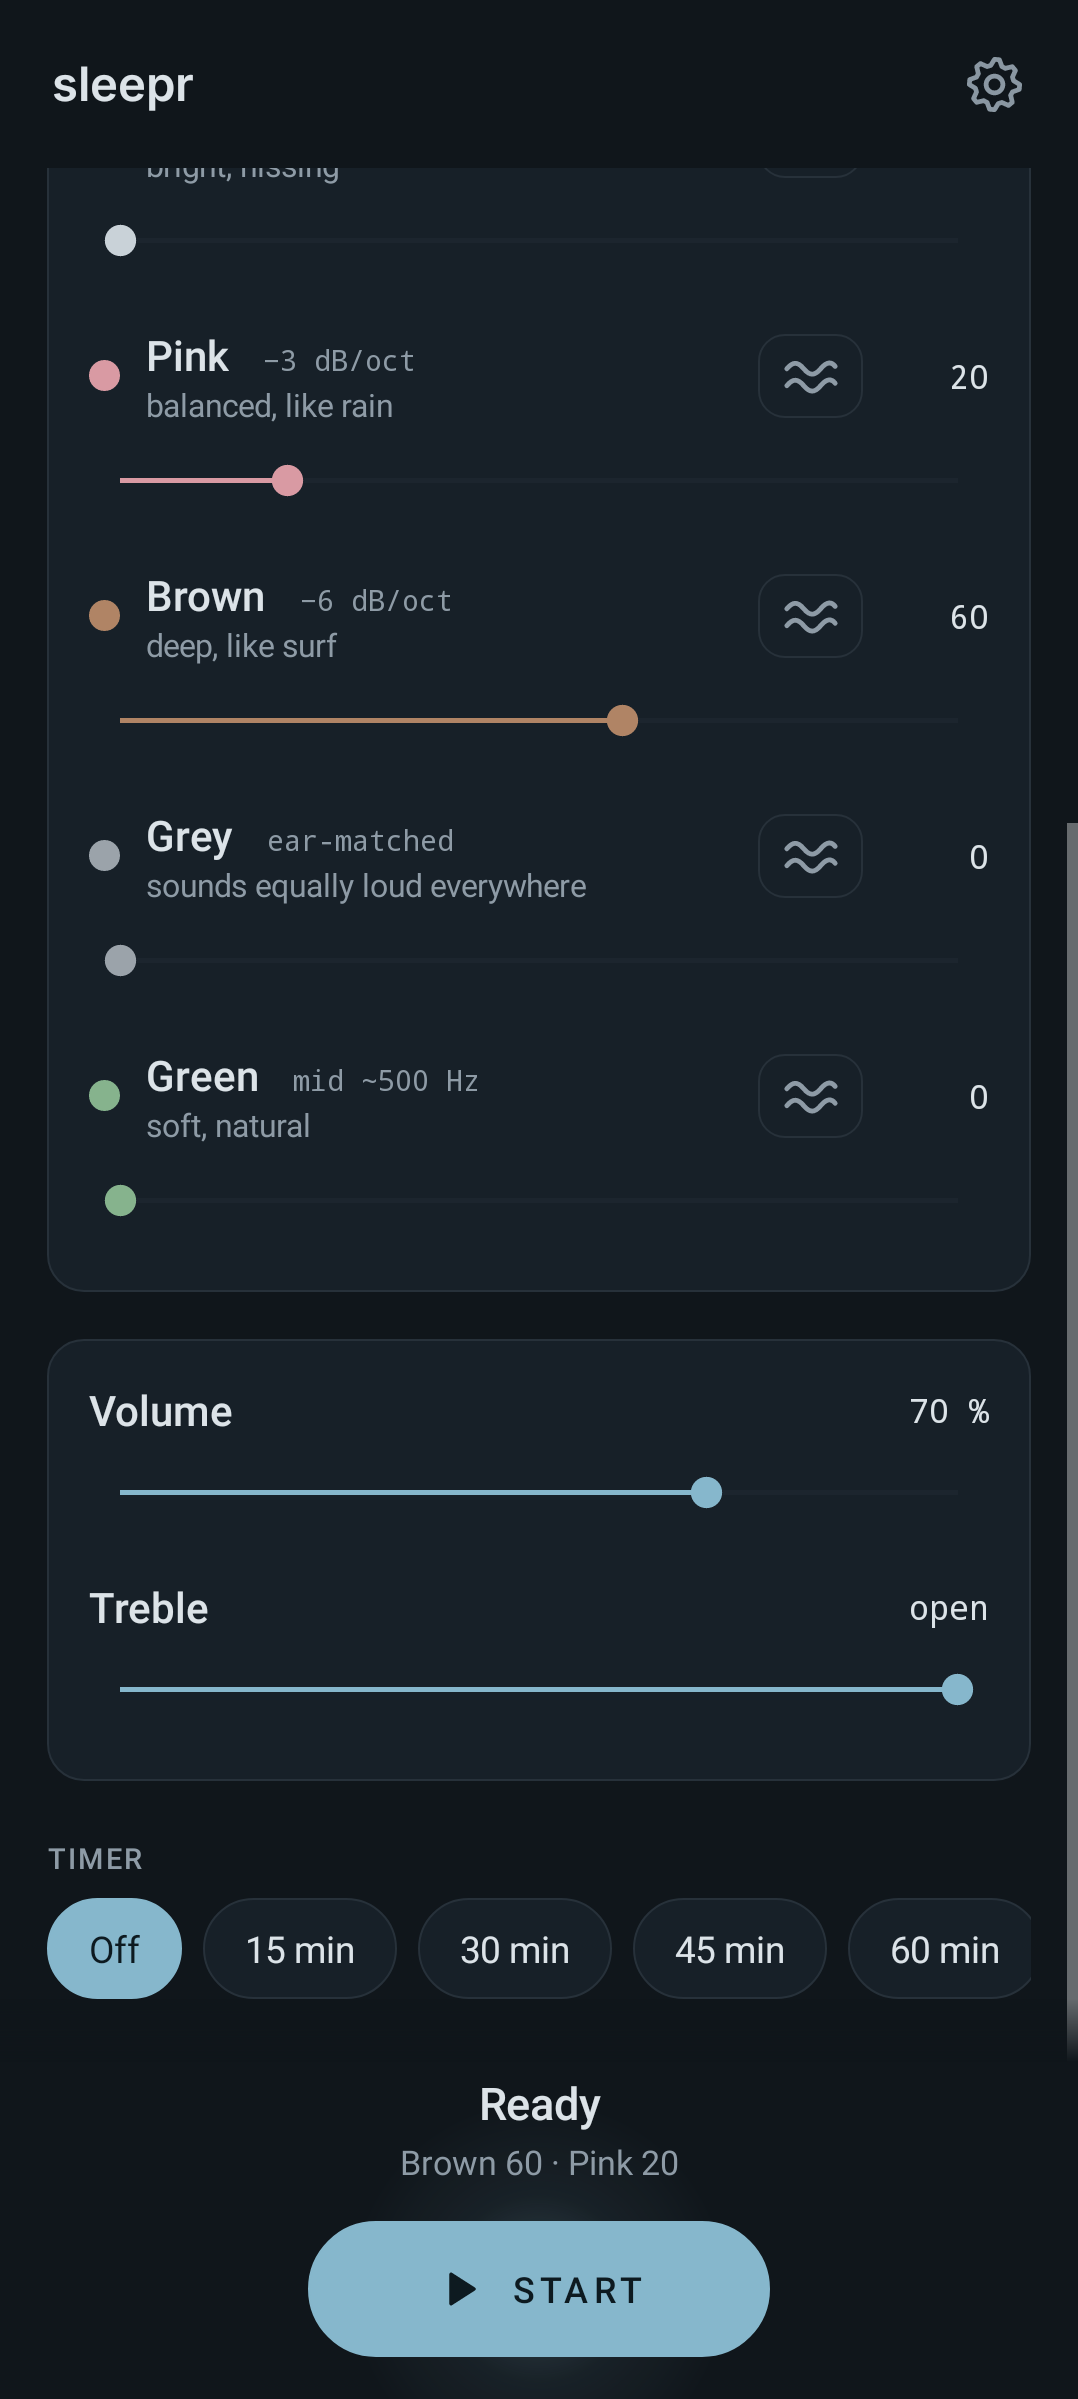 sleepr
bright, hissing
Pink −3 dB/oct
balanced, like rain
20
Brown −6 dB/oct
deep, like surf
60
Grey ear-matched
sounds equally loud everywhere
0
Green mid ~500 Hz
soft, natural
0
Volume 70 %
Treble open
TIMER
Off 15 min 30 min 45 min 60 min
Ready
Brown 60 · Pink 20
START